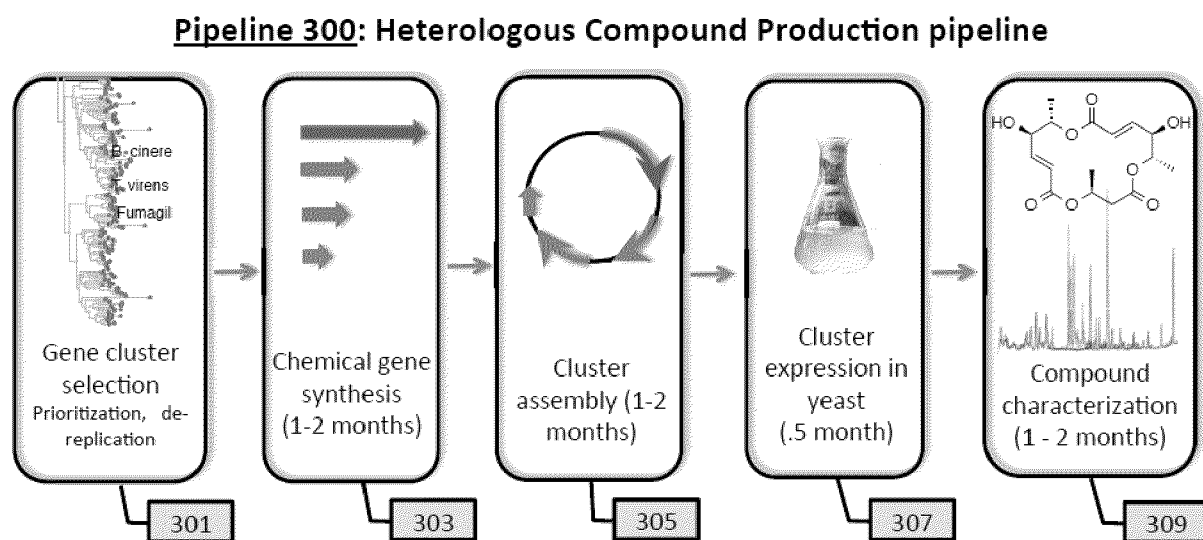 Pipeline 300: Heterologous Compound Production pipeline
B-cinere
T virens
Fumagil
Gene cluster
selection
Prioritization, de-
replication
301
Chemical gene
synthesis
(1-2 months)
303
Cluster
assembly (1-2
months)
305
Cluster
expression in
yeast
(.5 month)
307
HO
O
O
OH
O
O
O
O
Compound
characterization
(1 - 2 months)
309